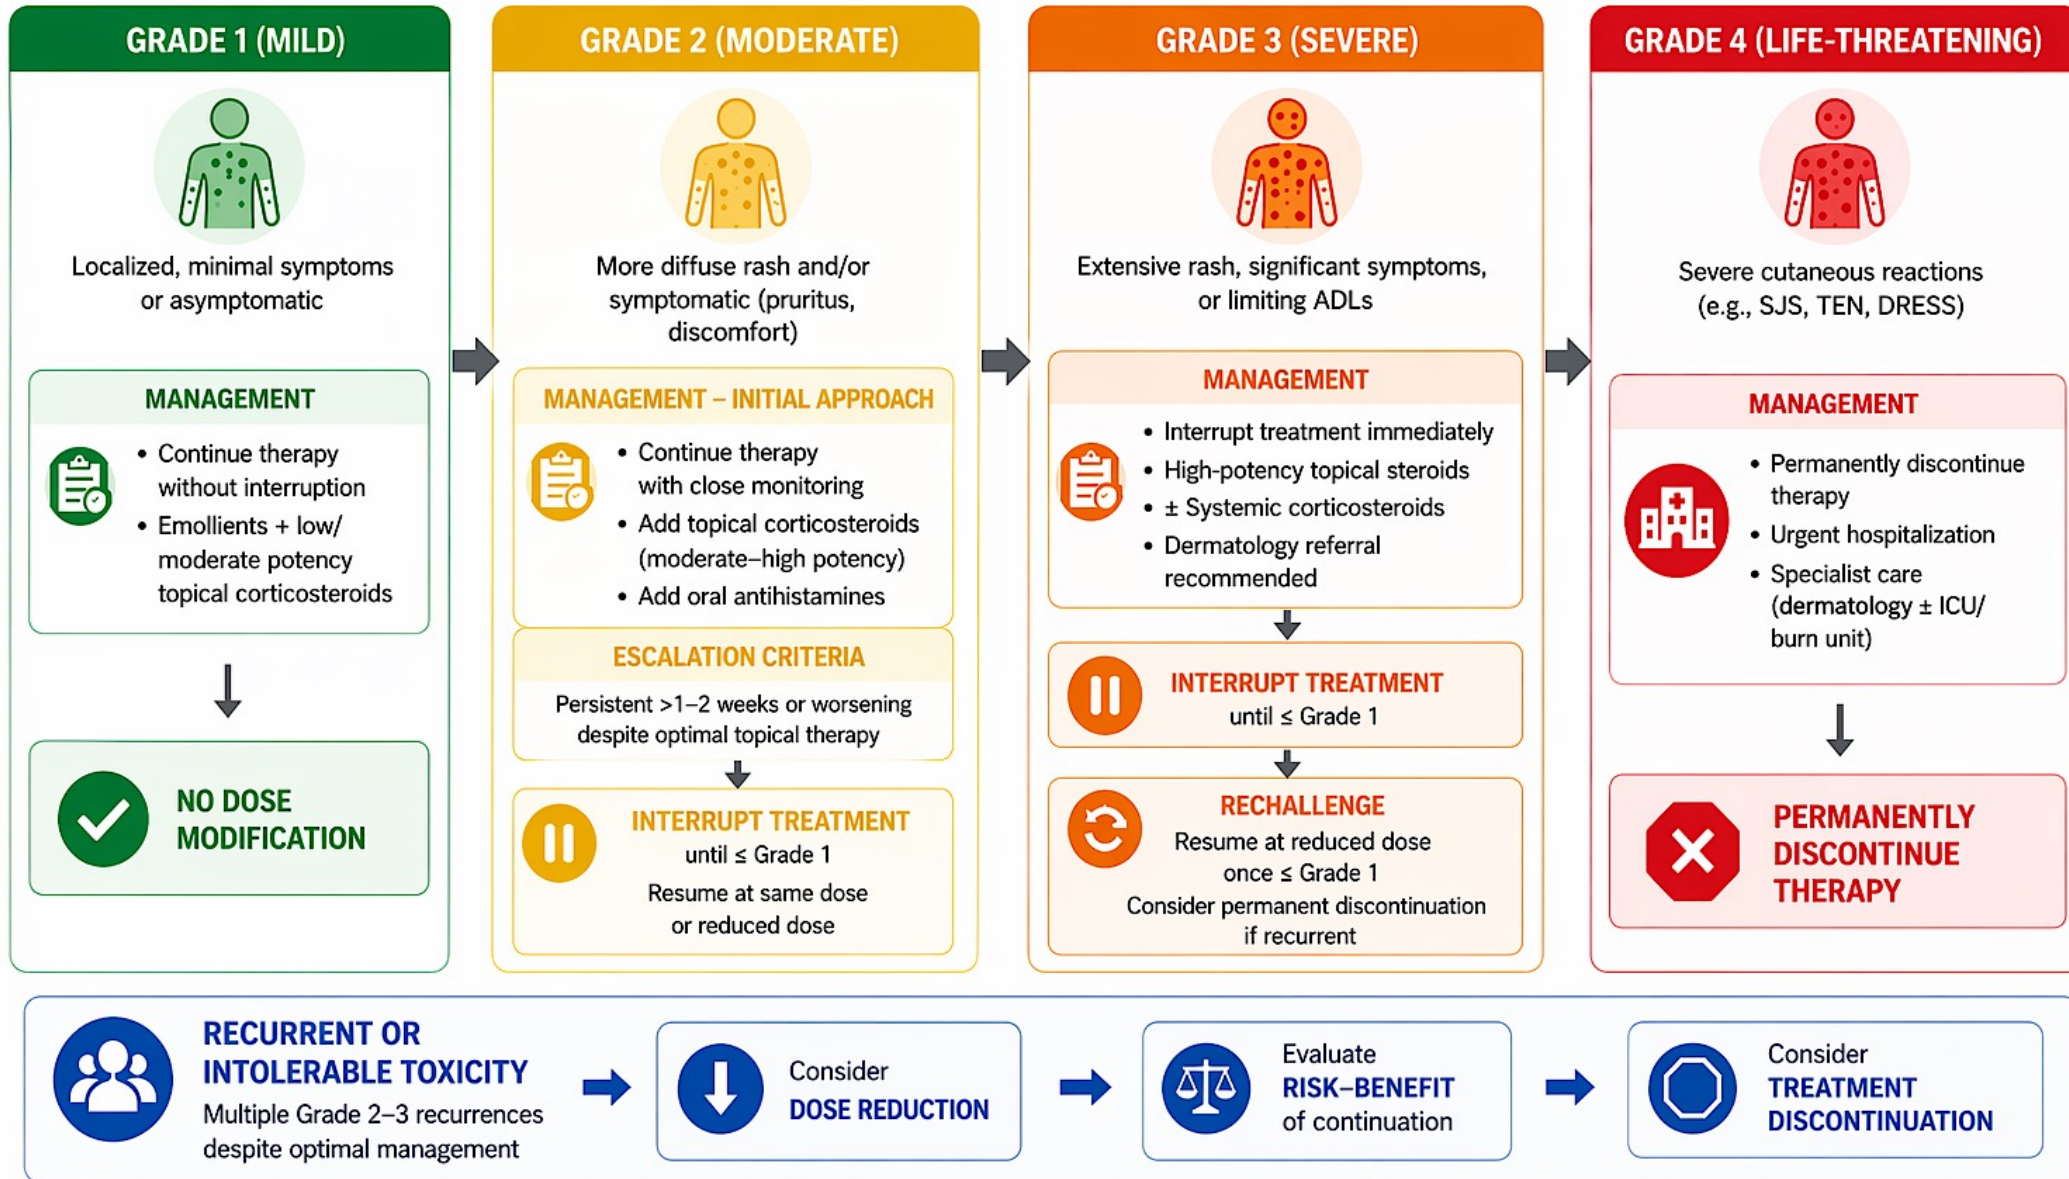 GRADE 1 (MILD)
Localized, minimal symptoms
or asymptomatic
MANAGEMENT
• Continue therapy
without interruption
• Emollients + low/
moderate potency
topical corticosteroids
NO DOSE
MODIFICATION
GRADE 2 (MODERATE)
More diffuse rash and/or
symptomatic (pruritus,
discomfort)
MANAGEMENT – INITIAL APPROACH
• Continue therapy
with close monitoring
• Add topical corticosteroids
(moderate–high potency)
• Add oral antihistamines
ESCALATION CRITERIA
Persistent >1–2 weeks or worsening
despite optimal topical therapy
INTERRUPT TREATMENT
until ≤ Grade 1
Resume at same dose
or reduced dose
GRADE 3 (SEVERE)
Extensive rash, significant symptoms,
or limiting ADLs
MANAGEMENT
• Interrupt treatment immediately
• High-potency topical steroids
• ± Systemic corticosteroids
• Dermatology referral
recommended
INTERRUPT TREATMENT
until ≤ Grade 1
RECHALLENGE
Resume at reduced dose
once ≤ Grade 1
Consider permanent discontinuation
if recurrent
GRADE 4 (LIFE-THREATENING)
Severe cutaneous reactions
(e.g., SJS, TEN, DRESS)
MANAGEMENT
• Permanently discontinue
therapy
• Urgent hospitalization
• Specialist care
(dermatology ± ICU/
burn unit)
PERMANENTLY
DISCONTINUE
THERAPY
RECURRENT OR
INTOLERABLE TOXICITY
Multiple Grade 2–3 recurrences
despite optimal management
Consider
DOSE REDUCTION
Evaluate
RISK–BENEFIT
of continuation
Consider
TREATMENT
DISCONTINUATION